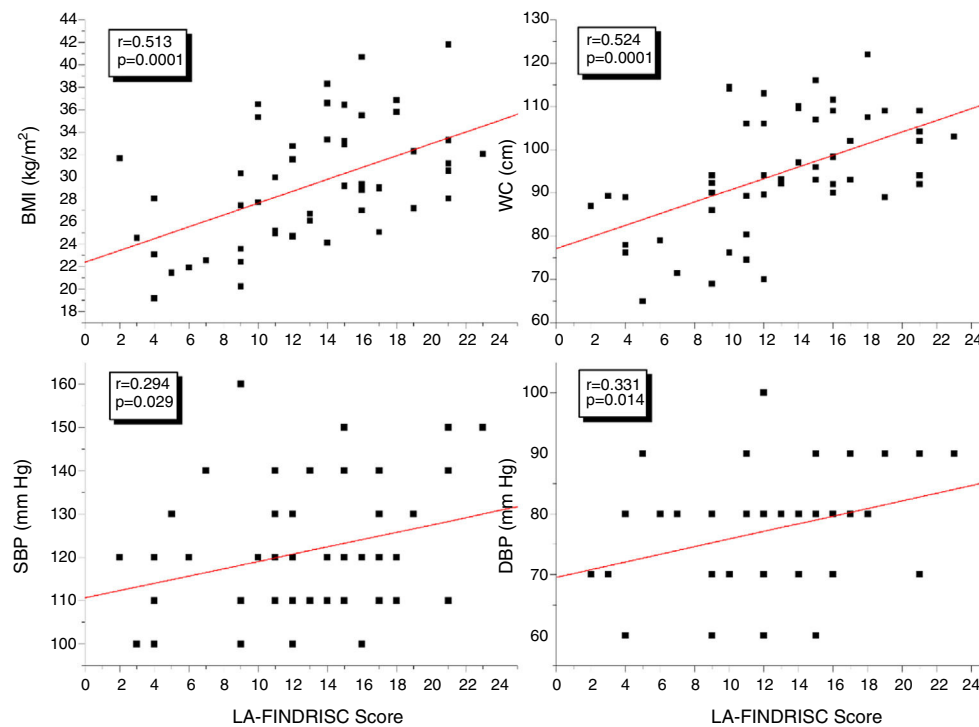 44
42
40
38
36
34
32
30
28
26
24
22
20
18
BMI (kg/m²)
r=0.513
p=0.0001
0 2 4 6 8 10 12 14 16 18 20 22 24
130
120
110
100
90
80
70
60
WC (cm)
r=0.524
p=0.0001
0 2 4 6 8 10 12 14 16 18 20 22 24
160
150
140
130
120
110
100
SBP (mm Hg)
r=0.294
p=0.029
0 2 4 6 8 10 12 14 16 18 20 22 24
LA-FINDRISC Score
100
90
80
70
60
DBP (mm Hg)
r=0.331
p=0.014
0 2 4 6 8 10 12 14 16 18 20 22 24
LA-FINDRISC Score